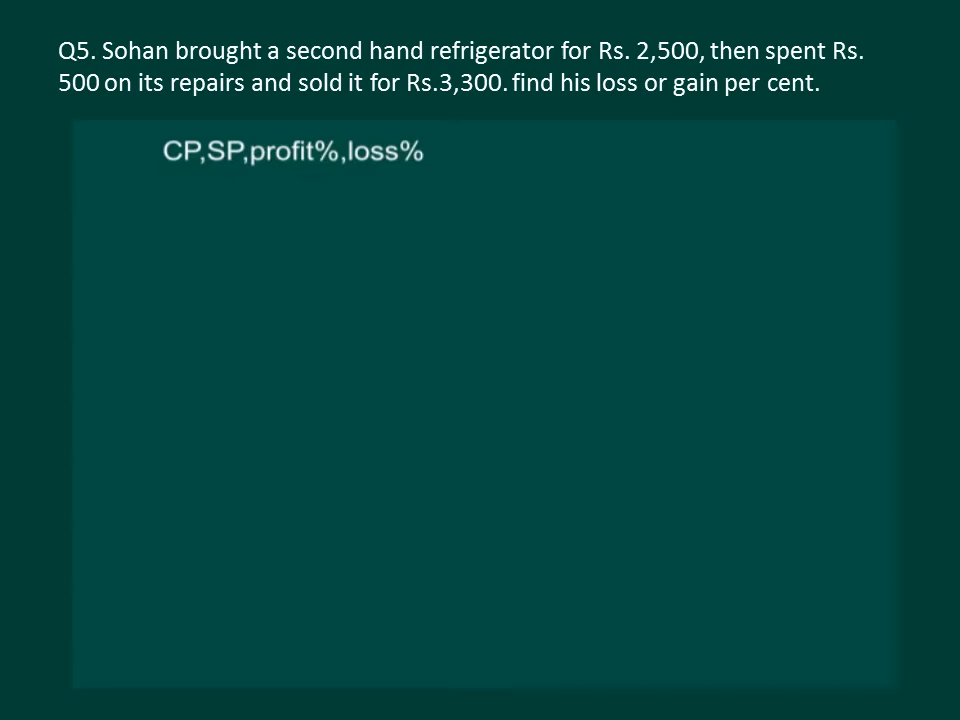 Q5. Sohan brought a second hand refrigerator for Rs. 2,500, then spent Rs.
500 on its repairs and sold it for Rs.3,300. find his loss or gain per cent.
CP,SP,profit%,loss%